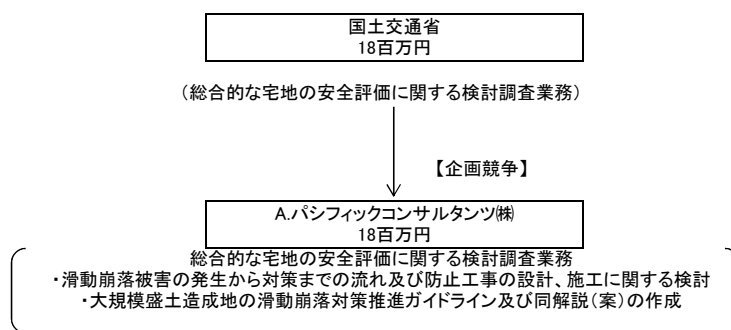 国土交通省
18百万円
(総合的な宅地の安全評価に関する検討調査業務)
【企画競争】
A.パシフィックコンサルタンツ㈱
18百万円
総合的な宅地の安全評価に関する検討調査業務
・滑動崩落被害の発生から対策までの流れ及び防止工事の設計、施工に関する検討
・大規模盛土造成地の滑動崩落対策推進ガイドライン及び同解説(案)の作成